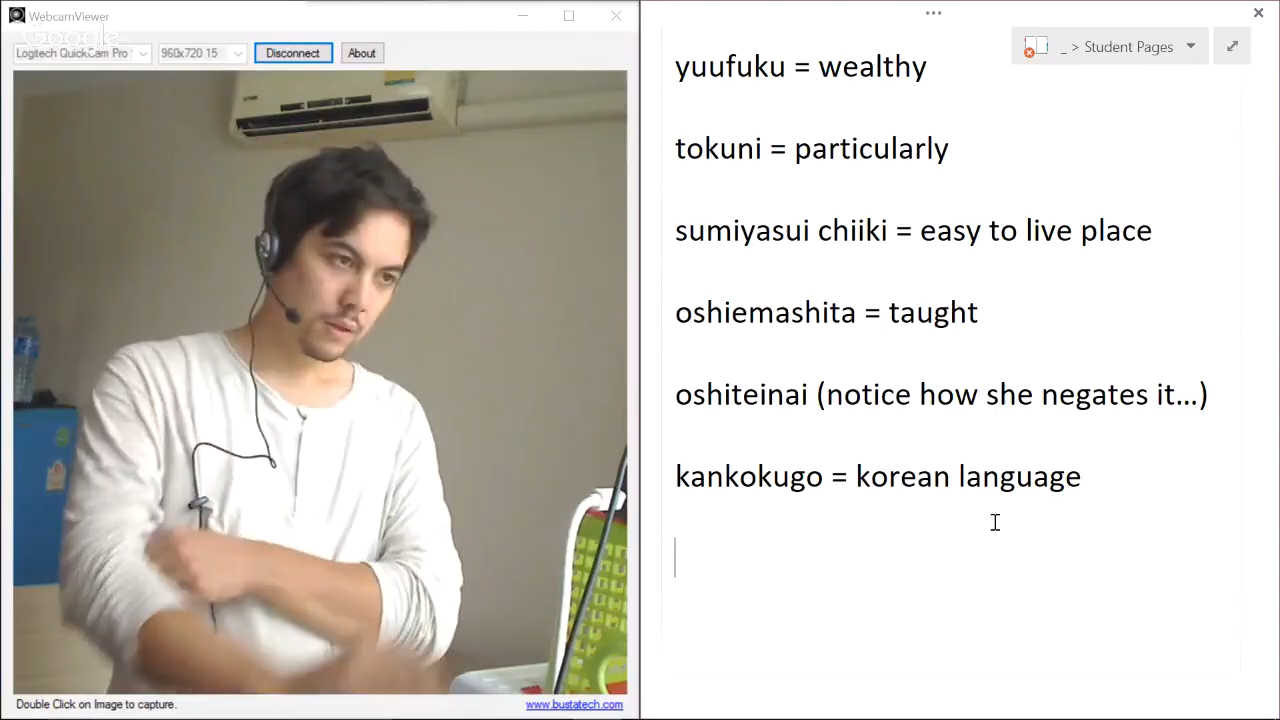 WebcamViewer
Google
Logitech QuickCam Pro
960x720 15
Disconnect
About
Double Click on Image to capture.
www.bustatech.com
_ > Student Pages
yuufuku = wealthy
tokuni = particularly
sumiyasui chiiki = easy to live place
oshiemashita = taught
oshiteinai (notice how she negates it...)
kankokugo = korean language